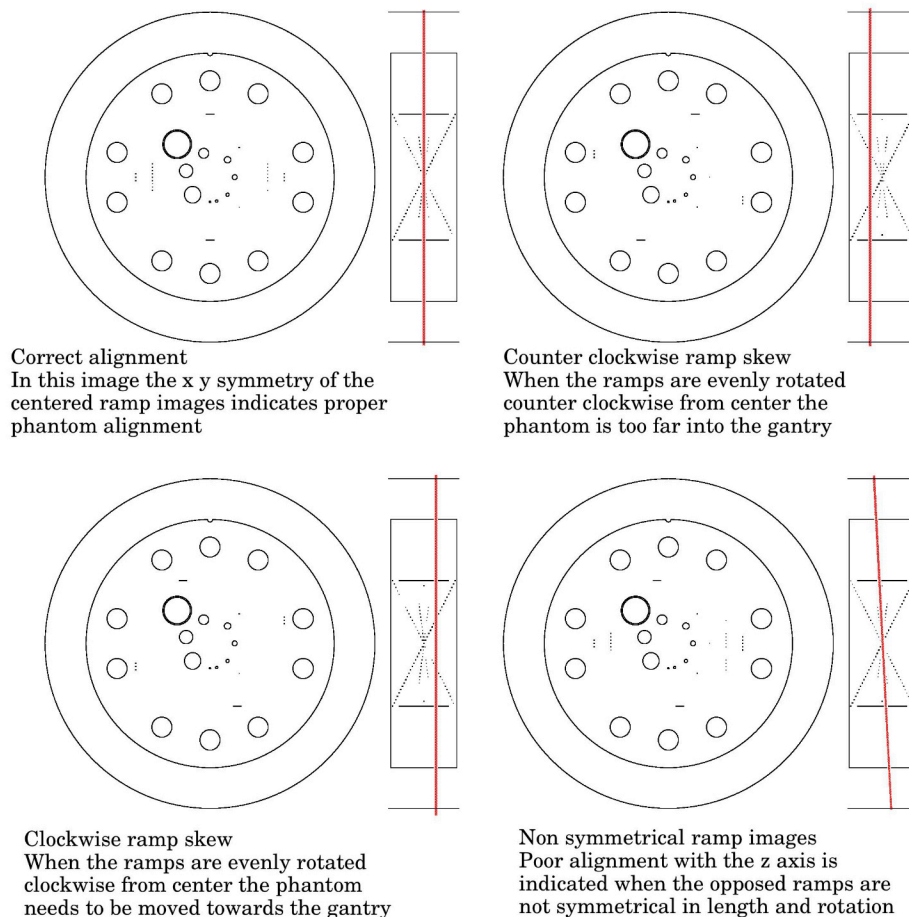 Correct alignment
In this image the x y symmetry of the
centered ramp images indicates proper
phantom alignment
Counter clockwise ramp skew
When the ramps are evenly rotated
counter clockwise from center the
phantom is too far into the gantry
Clockwise ramp skew
When the ramps are evenly rotated
clockwise from center the phantom
needs to be moved towards the gantry
Non symmetrical ramp images
Poor alignment with the z axis is
indicated when the opposed ramps are
not symmetrical in length and rotation